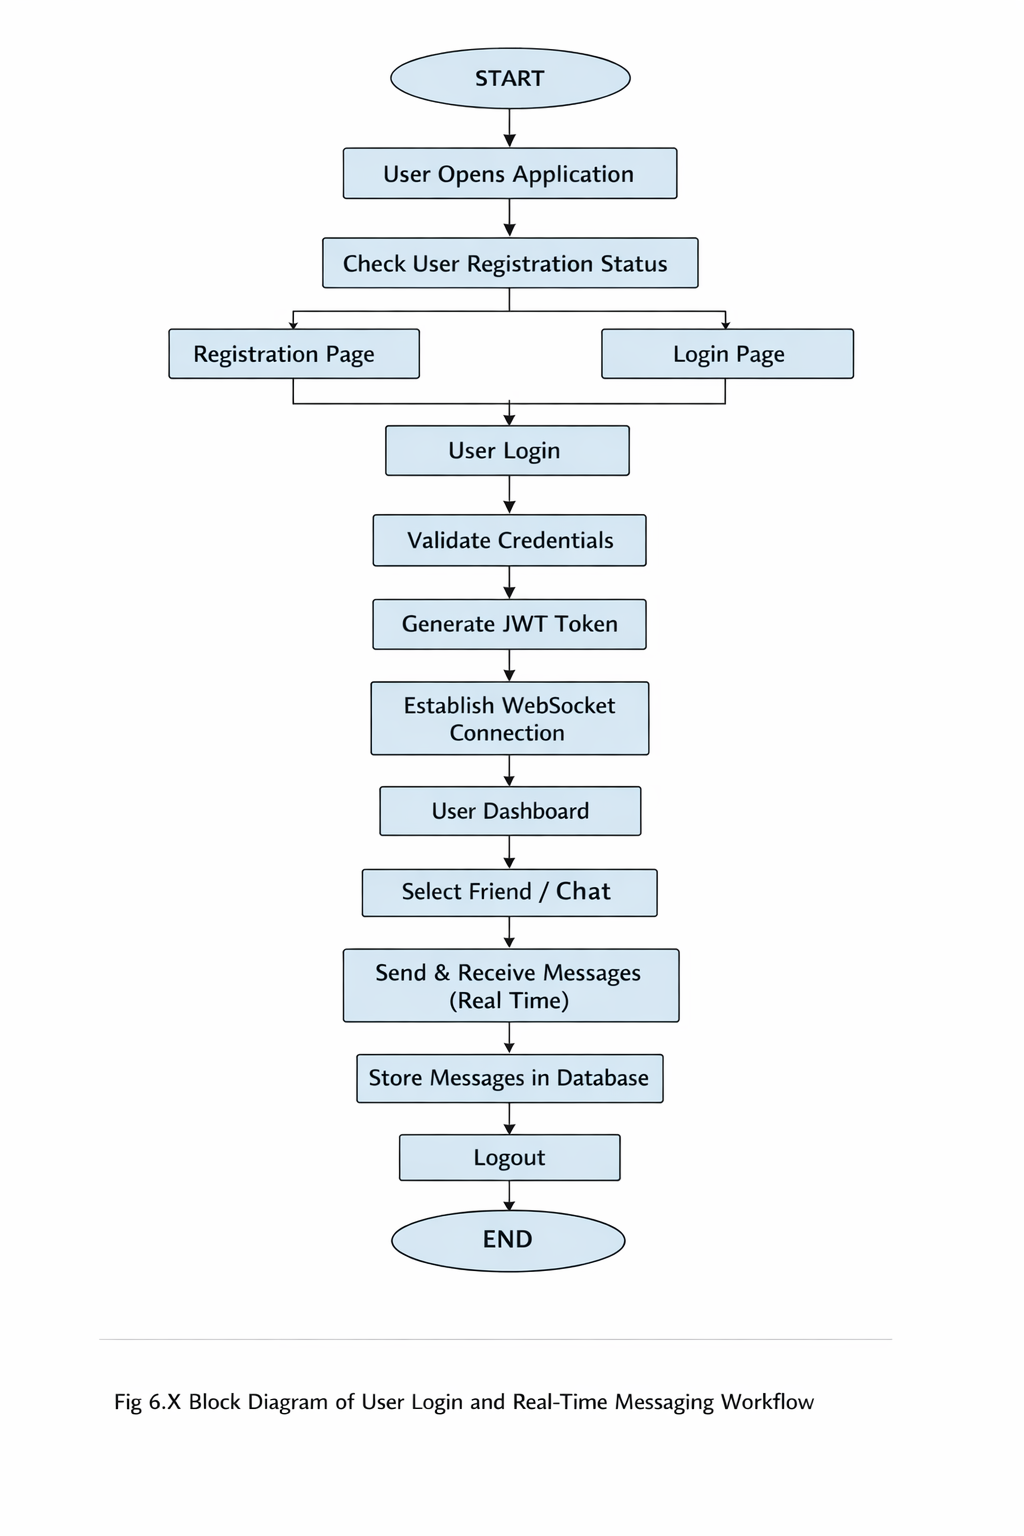 START
User Opens Application
Check User Registration Status
Registration Page
Login Page
User Login
Validate Credentials
Generate JWT Token
Establish WebSocket
Connection
User Dashboard
Select Friend / Chat
Send & Receive Messages
(Real Time)
Store Messages in Database
Logout
END
Fig 6.X Block Diagram of User Login and Real-Time Messaging Workflow